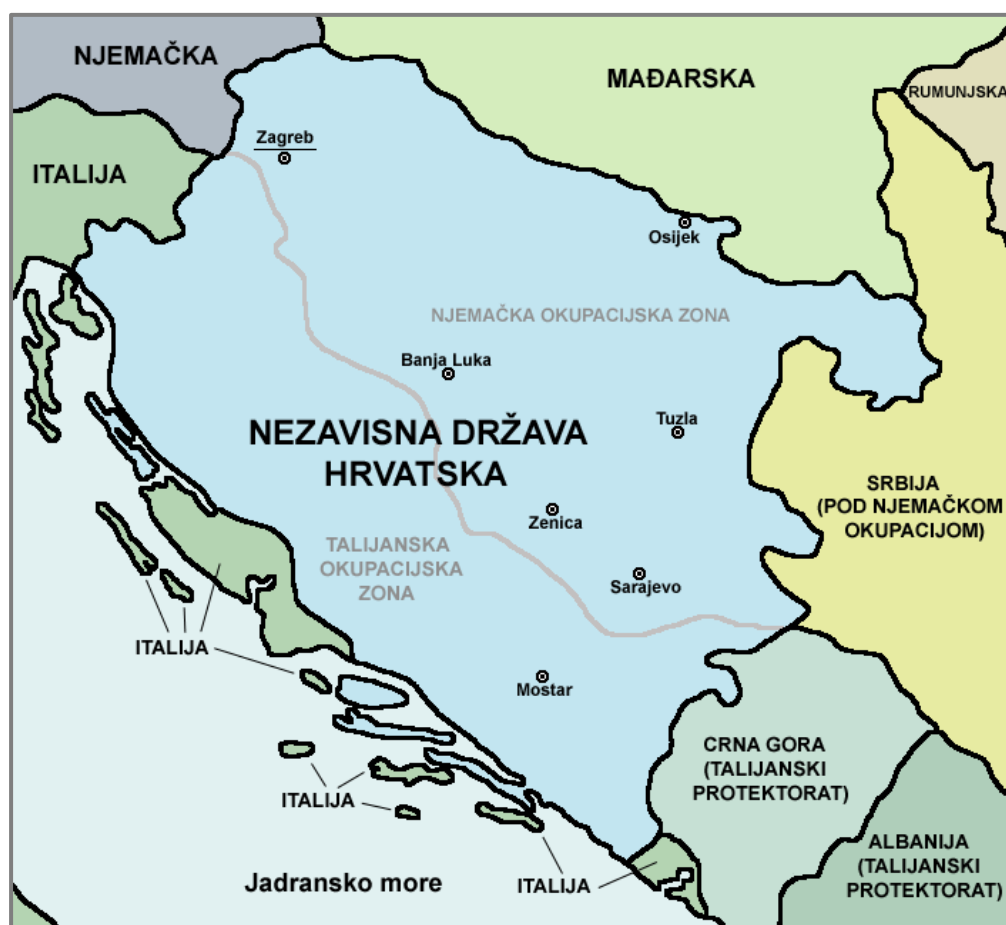 NJEMAČKA
MAĐARSKA
RUMUNJSKA
Zagreb
ITALIJA
Osijek
NJEMAČKA OKUPACIJSKA ZONA
Banja Luka
Tuzla
NEZAVISNA DRŽAVA
HRVATSKA
SRBIJA
(POD NJEMAČKOM
OKUPACIJOM)
Zenica
TALIJANSKA
OKUPACIJSKA
ZONA
Sarajevo
ITALIJA
Mostar
CRNA GORA
(TALIJANSKI
PROTEKTORAT)
ITALIJA
ALBANIJA
(TALIJANSKI
PROTEKTORAT)
Jadransko more
ITALIJA